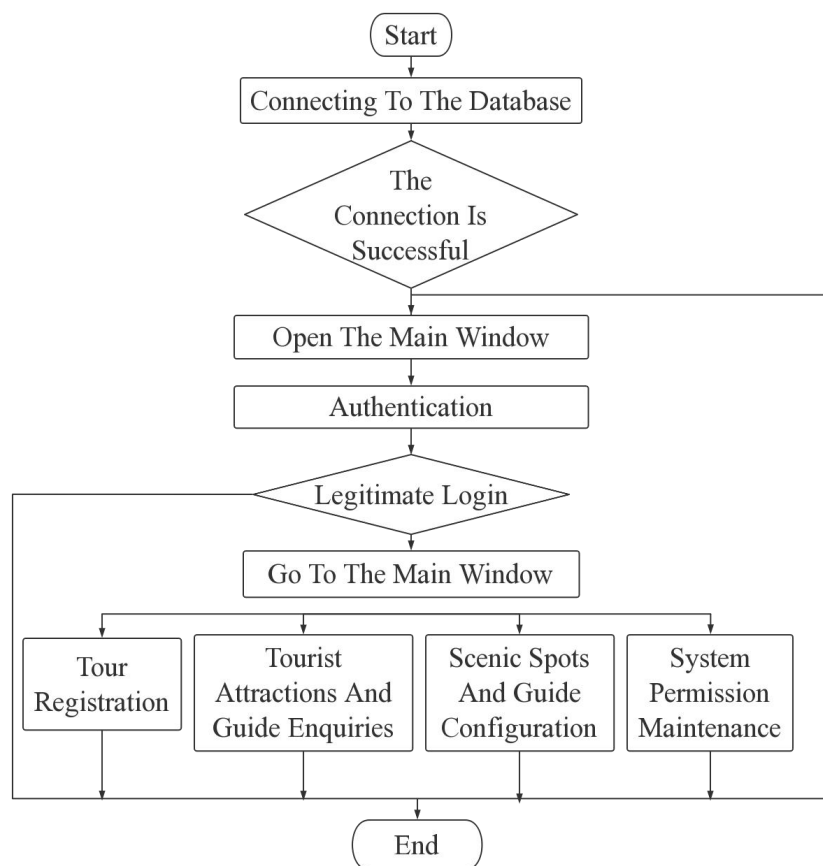 Start
Connecting To The Database
The
Connection Is
Successful
Open The Main Window
Authentication
Legitimate Login
Go To The Main Window
Tour
Registration
Tourist
Attractions And
Guide Enquiries
Scenic Spots
And Guide
Configuration
System
Permission
Maintenance
End